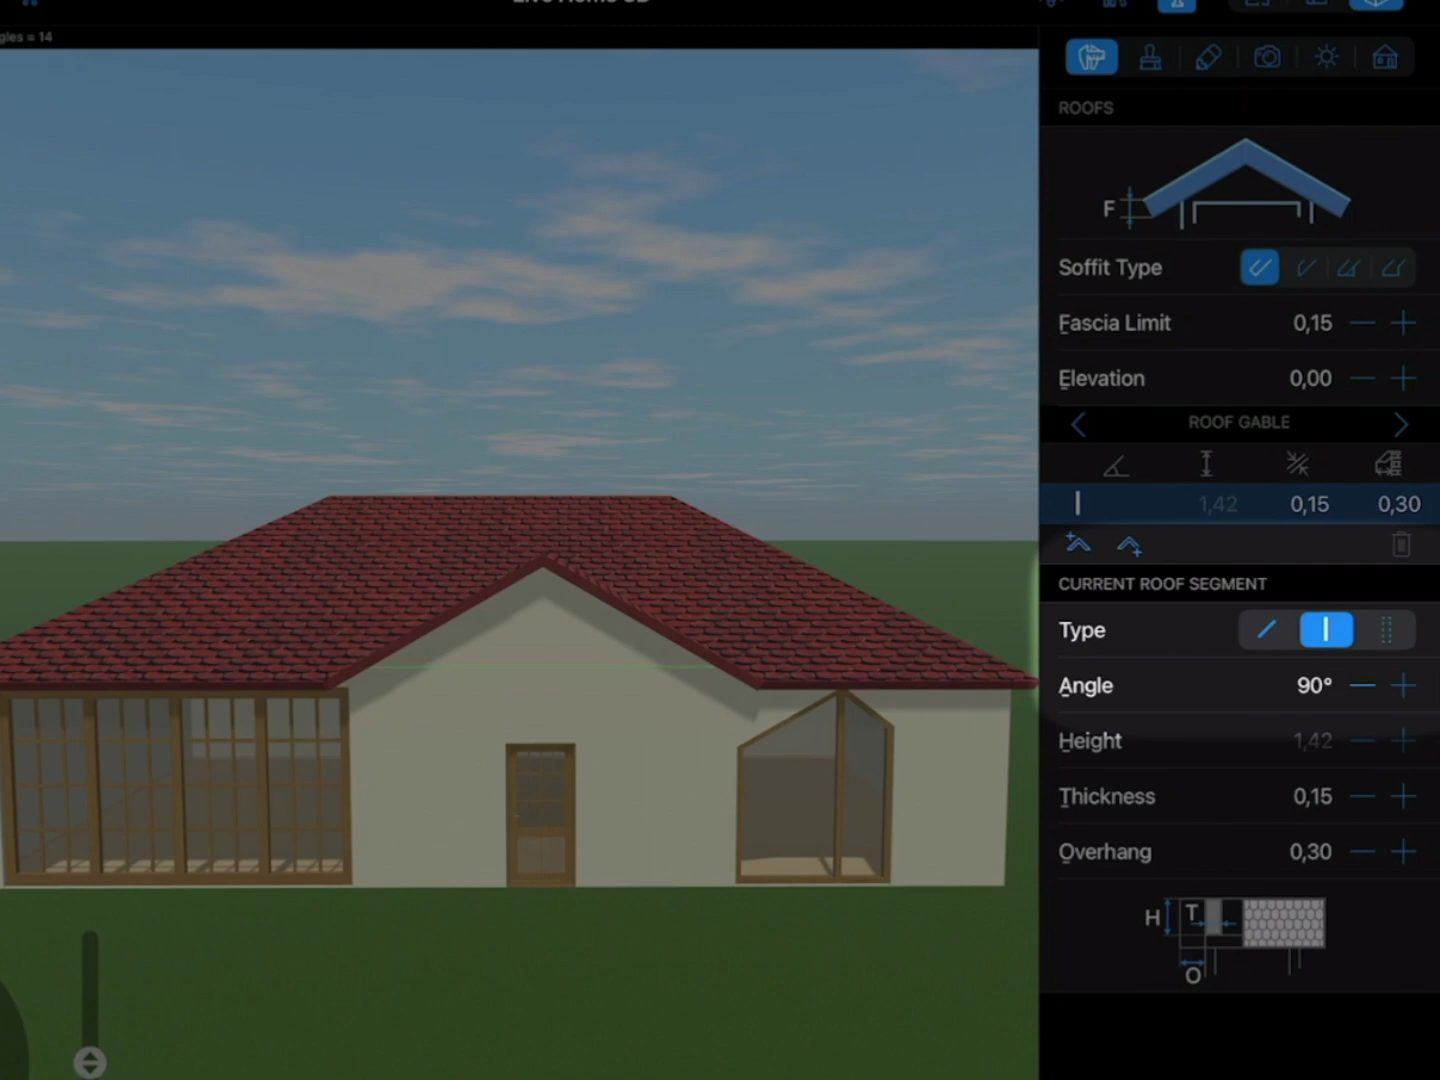 gles = 14
ROOFS
F
Soffit Type
Fascia Limit 0,15
Elevation 0,00
ROOF GABLE
1,42 0,15 0,30
CURRENT ROOF SEGMENT
Type
Angle 90°
Height 1,42
Thickness 0,15
Overhang 0,30
H T
O